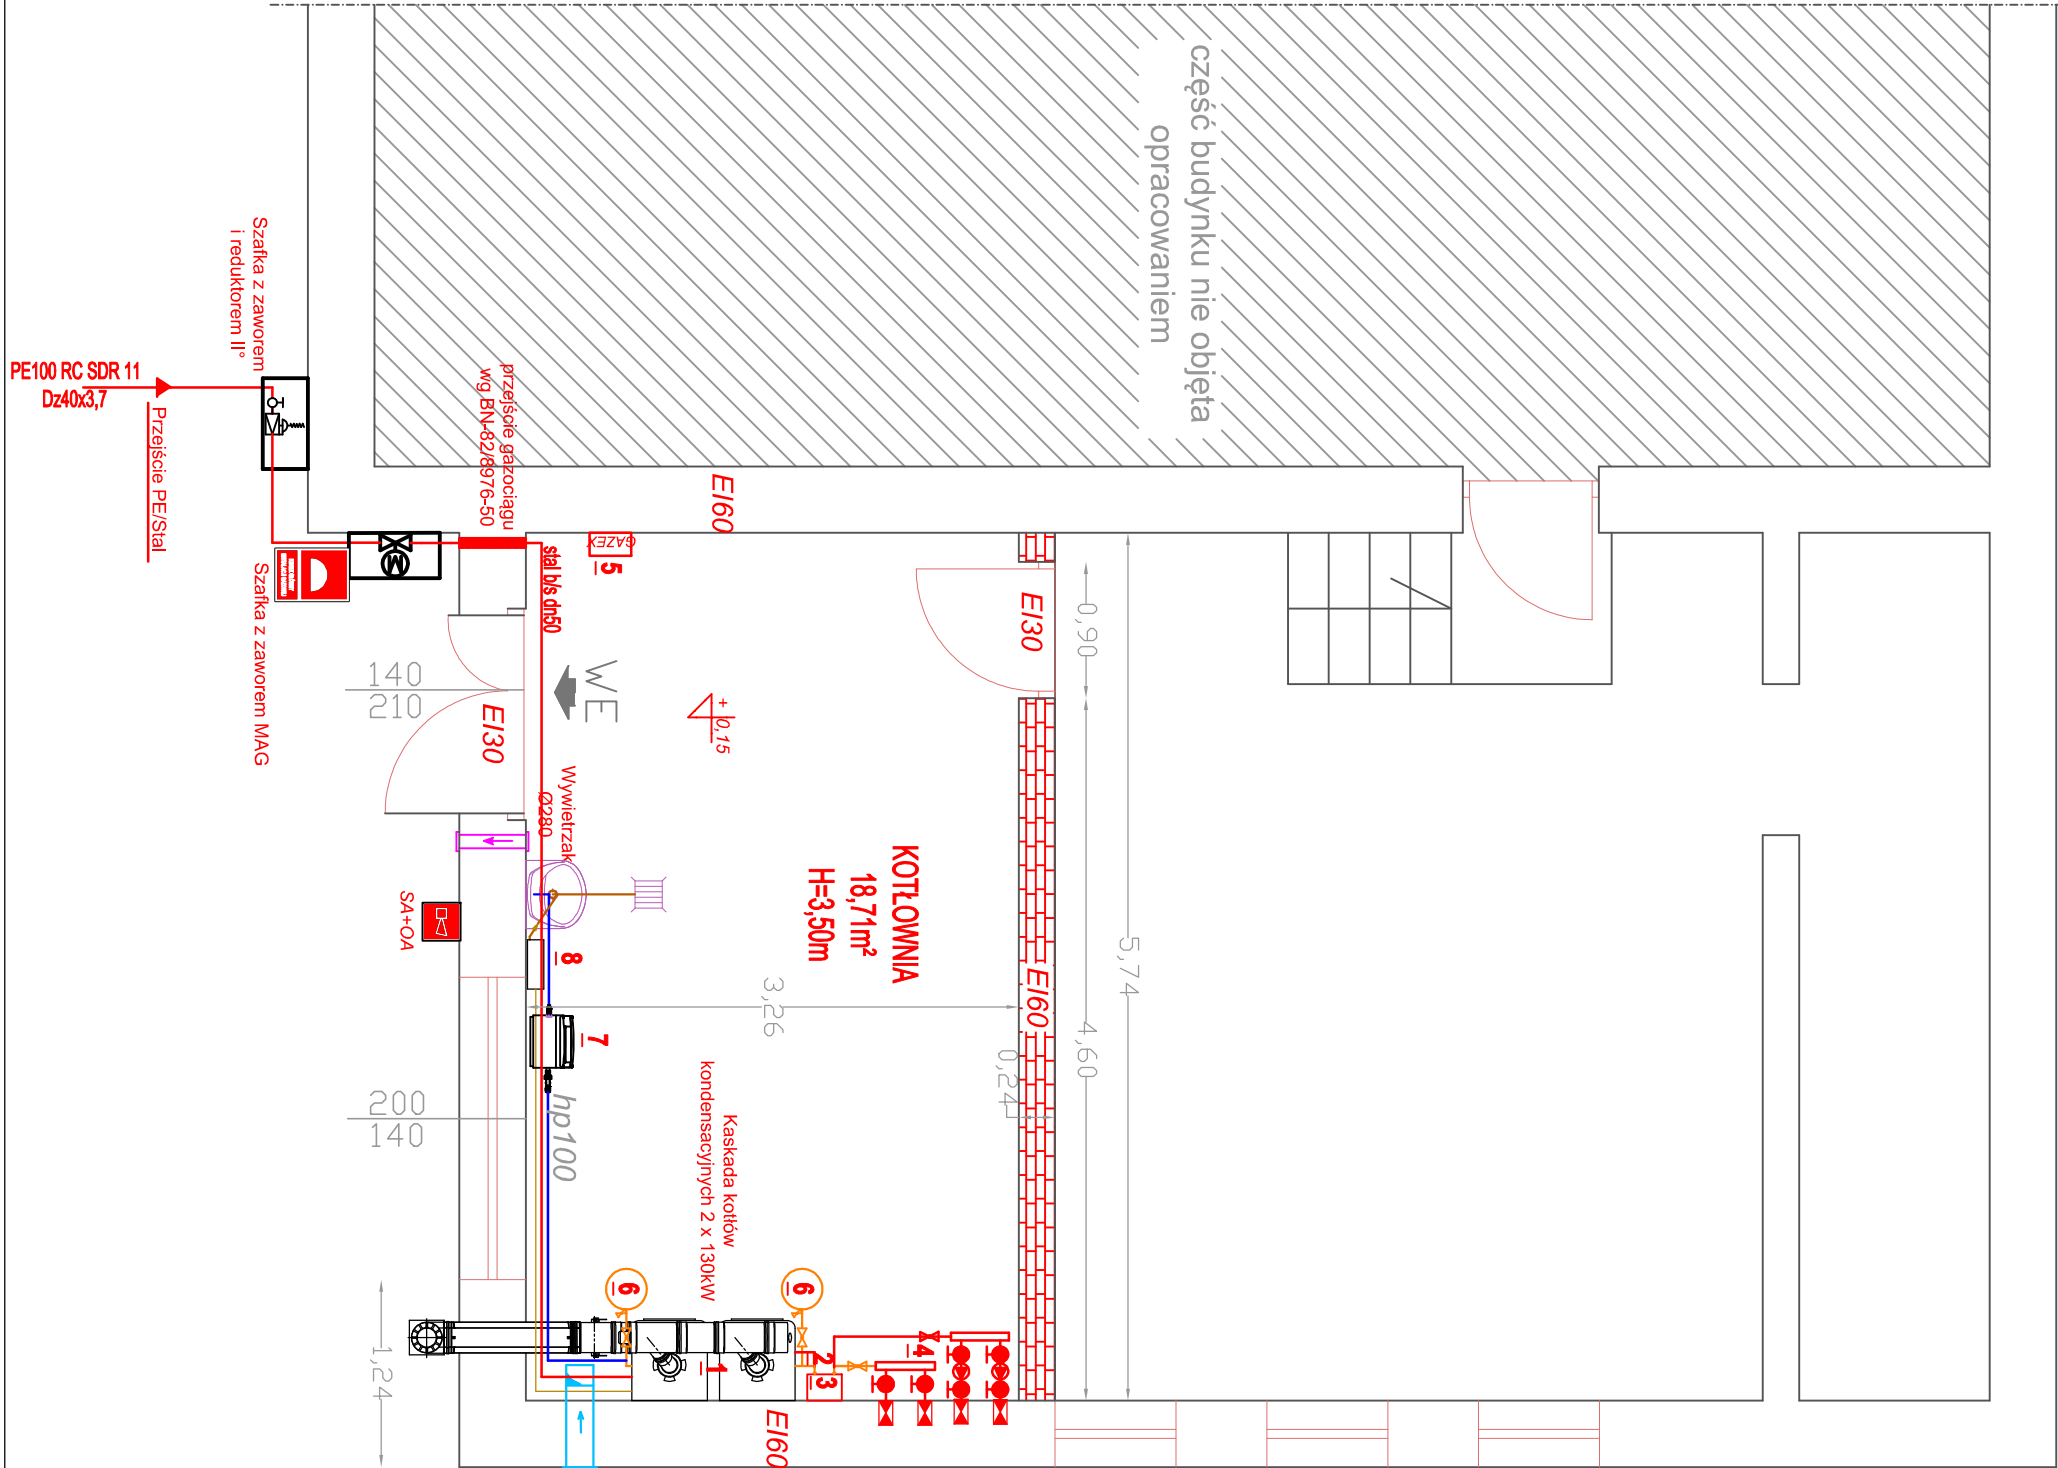 część budynku nie objęta
opracowaniem
Szafka z zaworem
i reduktorem II°
PE100 RC SDR 11
Dz40x3,7
Przejście PE/Stal
przejście gazociągu
wg BN-82/8976-50
EI60
GAZEX
5
stal b/s dn50
Szafka z zaworem MAG
M
140
210
EI30
WE
+0,15
EI30
0,90
Wywietrzak
Ø280
KOTŁOWNIA
18,71m²
H=3,50m
SA+OA
8
7
hp100
3,26
EI60
5,74
4,60
0,24
200
140
Kaskada kotłów
kondensacyjnych 2 x 130kW
6
6
1
2
3
4
1,24
EI60